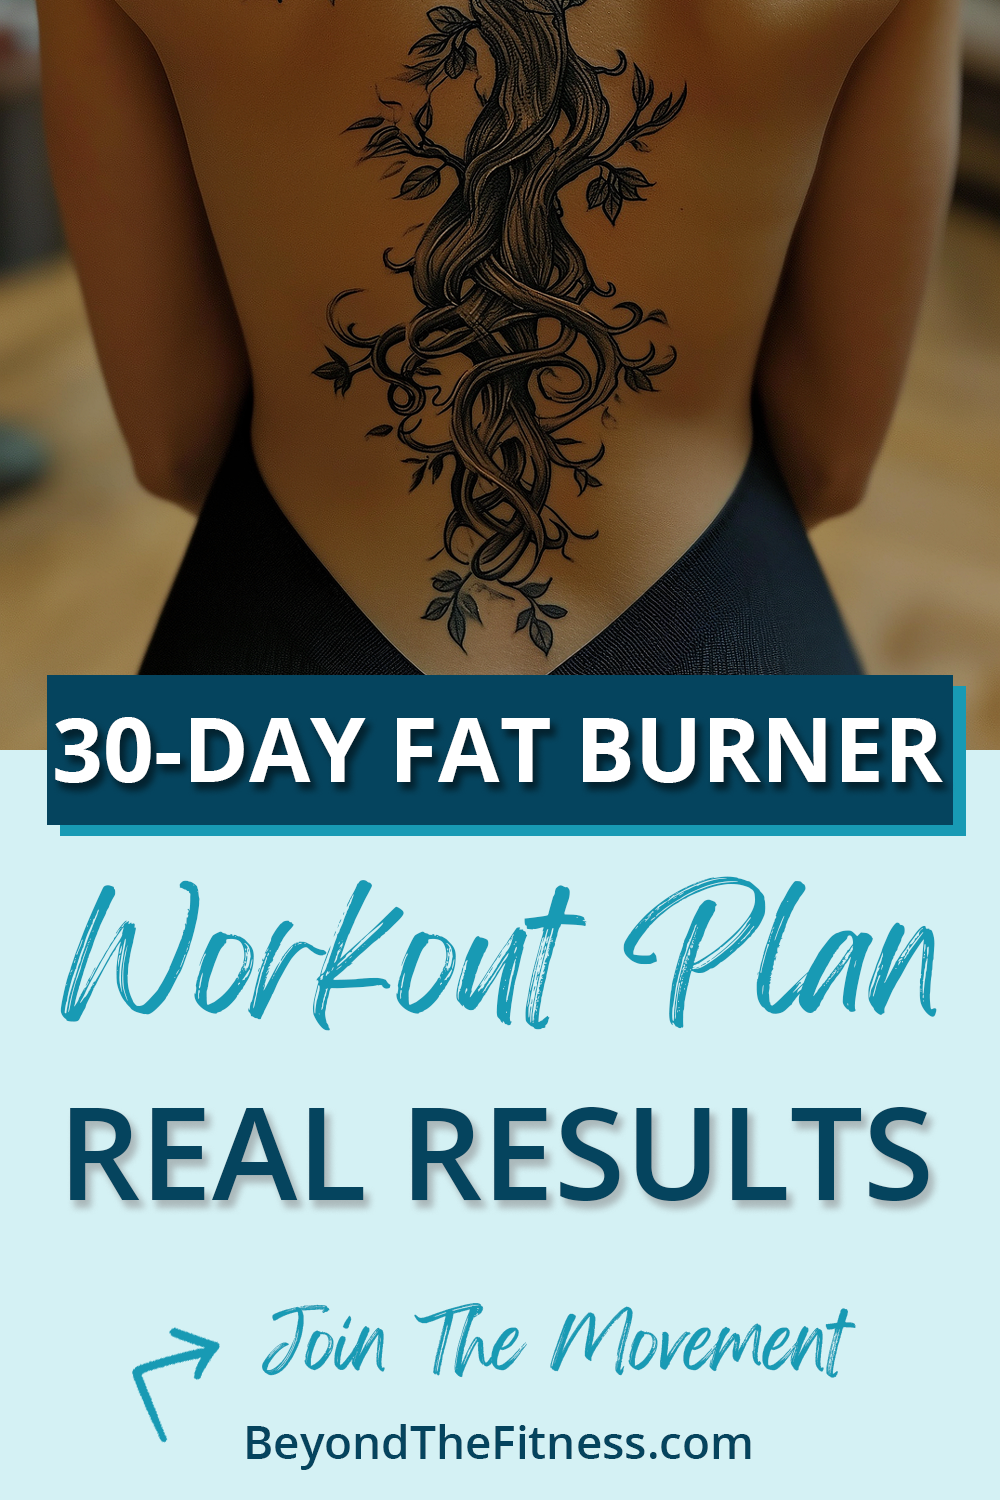 30-DAY FAT BURNER
Workout Plan
REAL RESULTS
Join The Movement
BeyondTheFitness.com